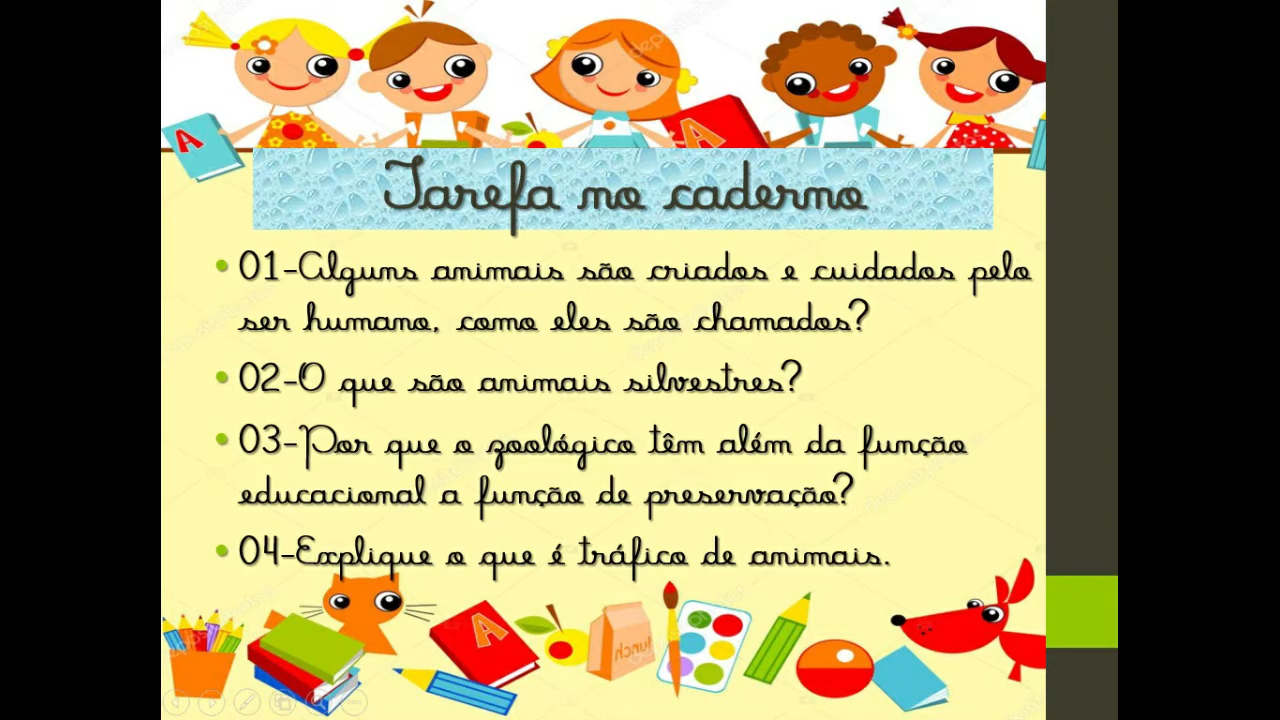 A
A
Tarefa no caderno
01-Alguns animais são criados e cuidados pelo
ser humano, como eles são chamados?
02-O que são animais silvestres?
03-Por que o zoológico têm além da função
educacional a função de preservação?
04-Explique o que é tráfico de animais.
A
lunch